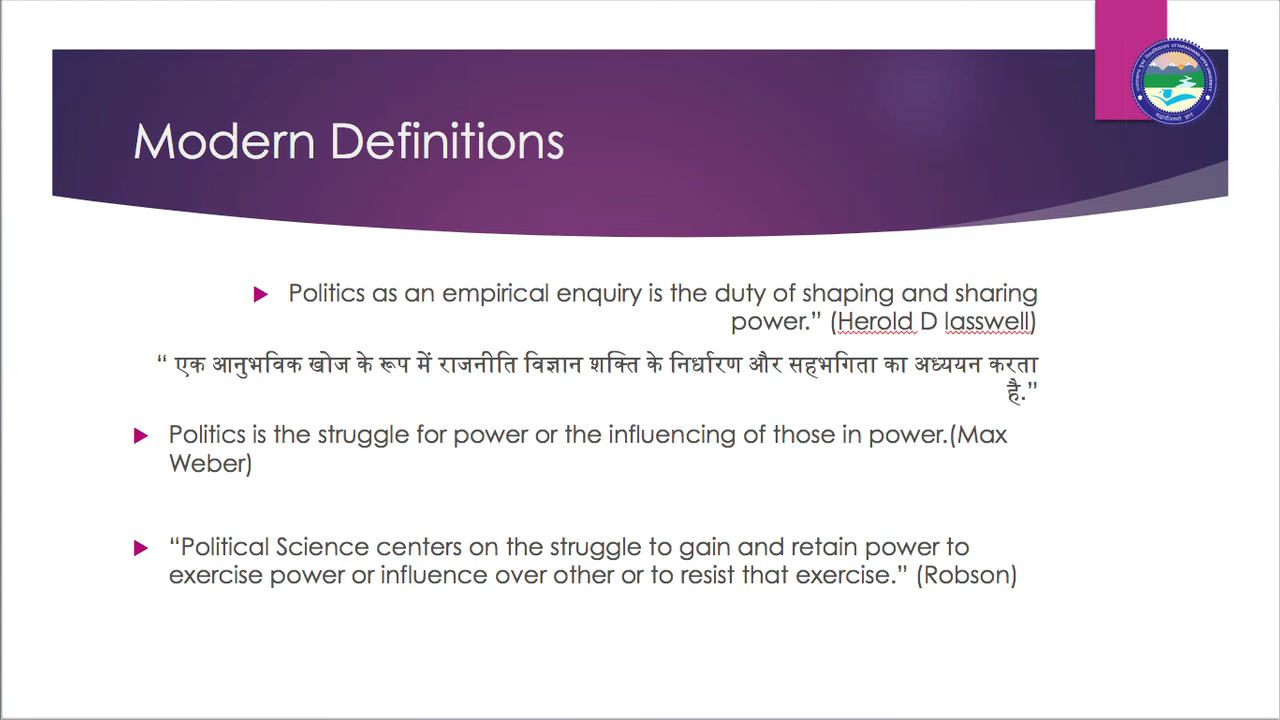 Modern Definitions
Politics as an empirical enquiry is the duty of shaping and sharing
power.” (Herold D lasswell)
“ एक आनुभविक खोज के रूप में राजनीति विज्ञान शक्ति के निर्धारण और सहभगिता का अध्ययन करता
है.”
Politics is the struggle for power or the influencing of those in power.(Max
Weber)
“Political Science centers on the struggle to gain and retain power to
exercise power or influence over other or to resist that exercise.” (Robson)